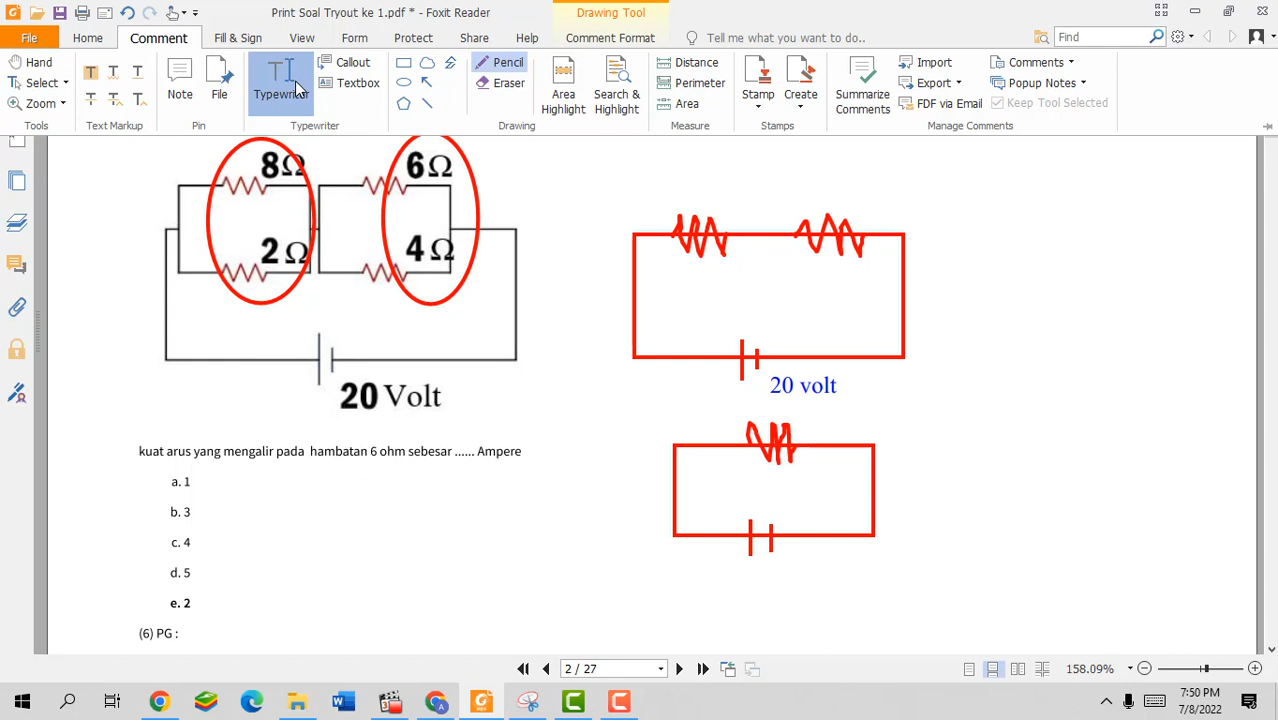 Print Soal Tryout ke 1.pdf * - Foxit Reader
Drawing Tool
File
Home
Comment
Fill & Sign
View
Form
Protect
Share
Help
Comment Format
Tell me what you want to do..
Find
Hand
Select
Zoom
Tools
Text Markup
Note
File
Pin
Typewriter
Callout
Textbox
Typewriter
Pencil
Eraser
Drawing
Area
Highlight
Search &
Highlight
Distance
Perimeter
Area
Measure
Stamp
Create
Stamps
Summarize
Comments
Import
Export
FDF via Email
Comments
Popup Notes
Keep Tool Selected
Manage Comments
8Ω
6Ω
2Ω
4Ω
20 Volt
20 volt
kuat arus yang mengalir pada hambatan 6 ohm sebesar ...... Ampere
a. 1
b. 3
c. 4
d. 5
e. 2
(6) PG :
2 / 27
158.09%
7:50 PM
7/8/2022